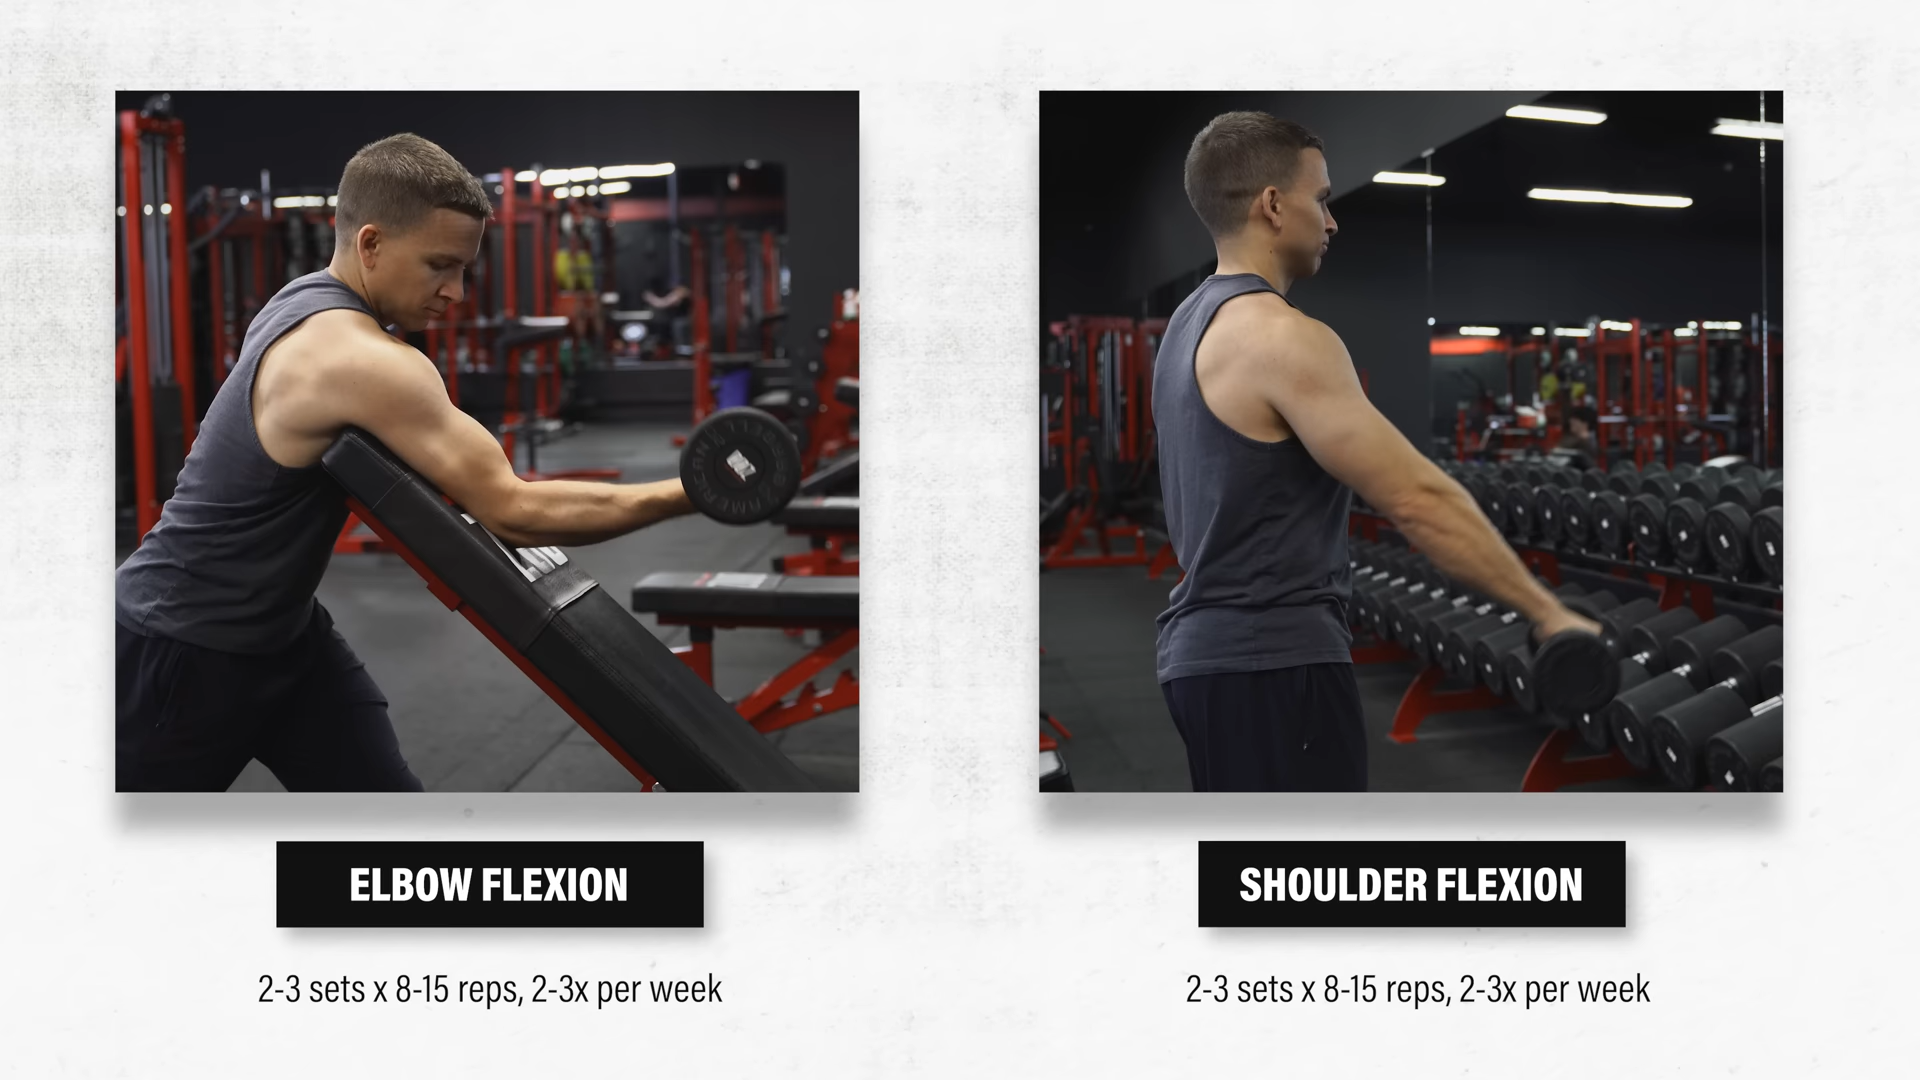 ELBOW FLEXION
2-3 sets x 8-15 reps, 2-3x per week
SHOULDER FLEXION
2-3 sets x 8-15 reps, 2-3x per week